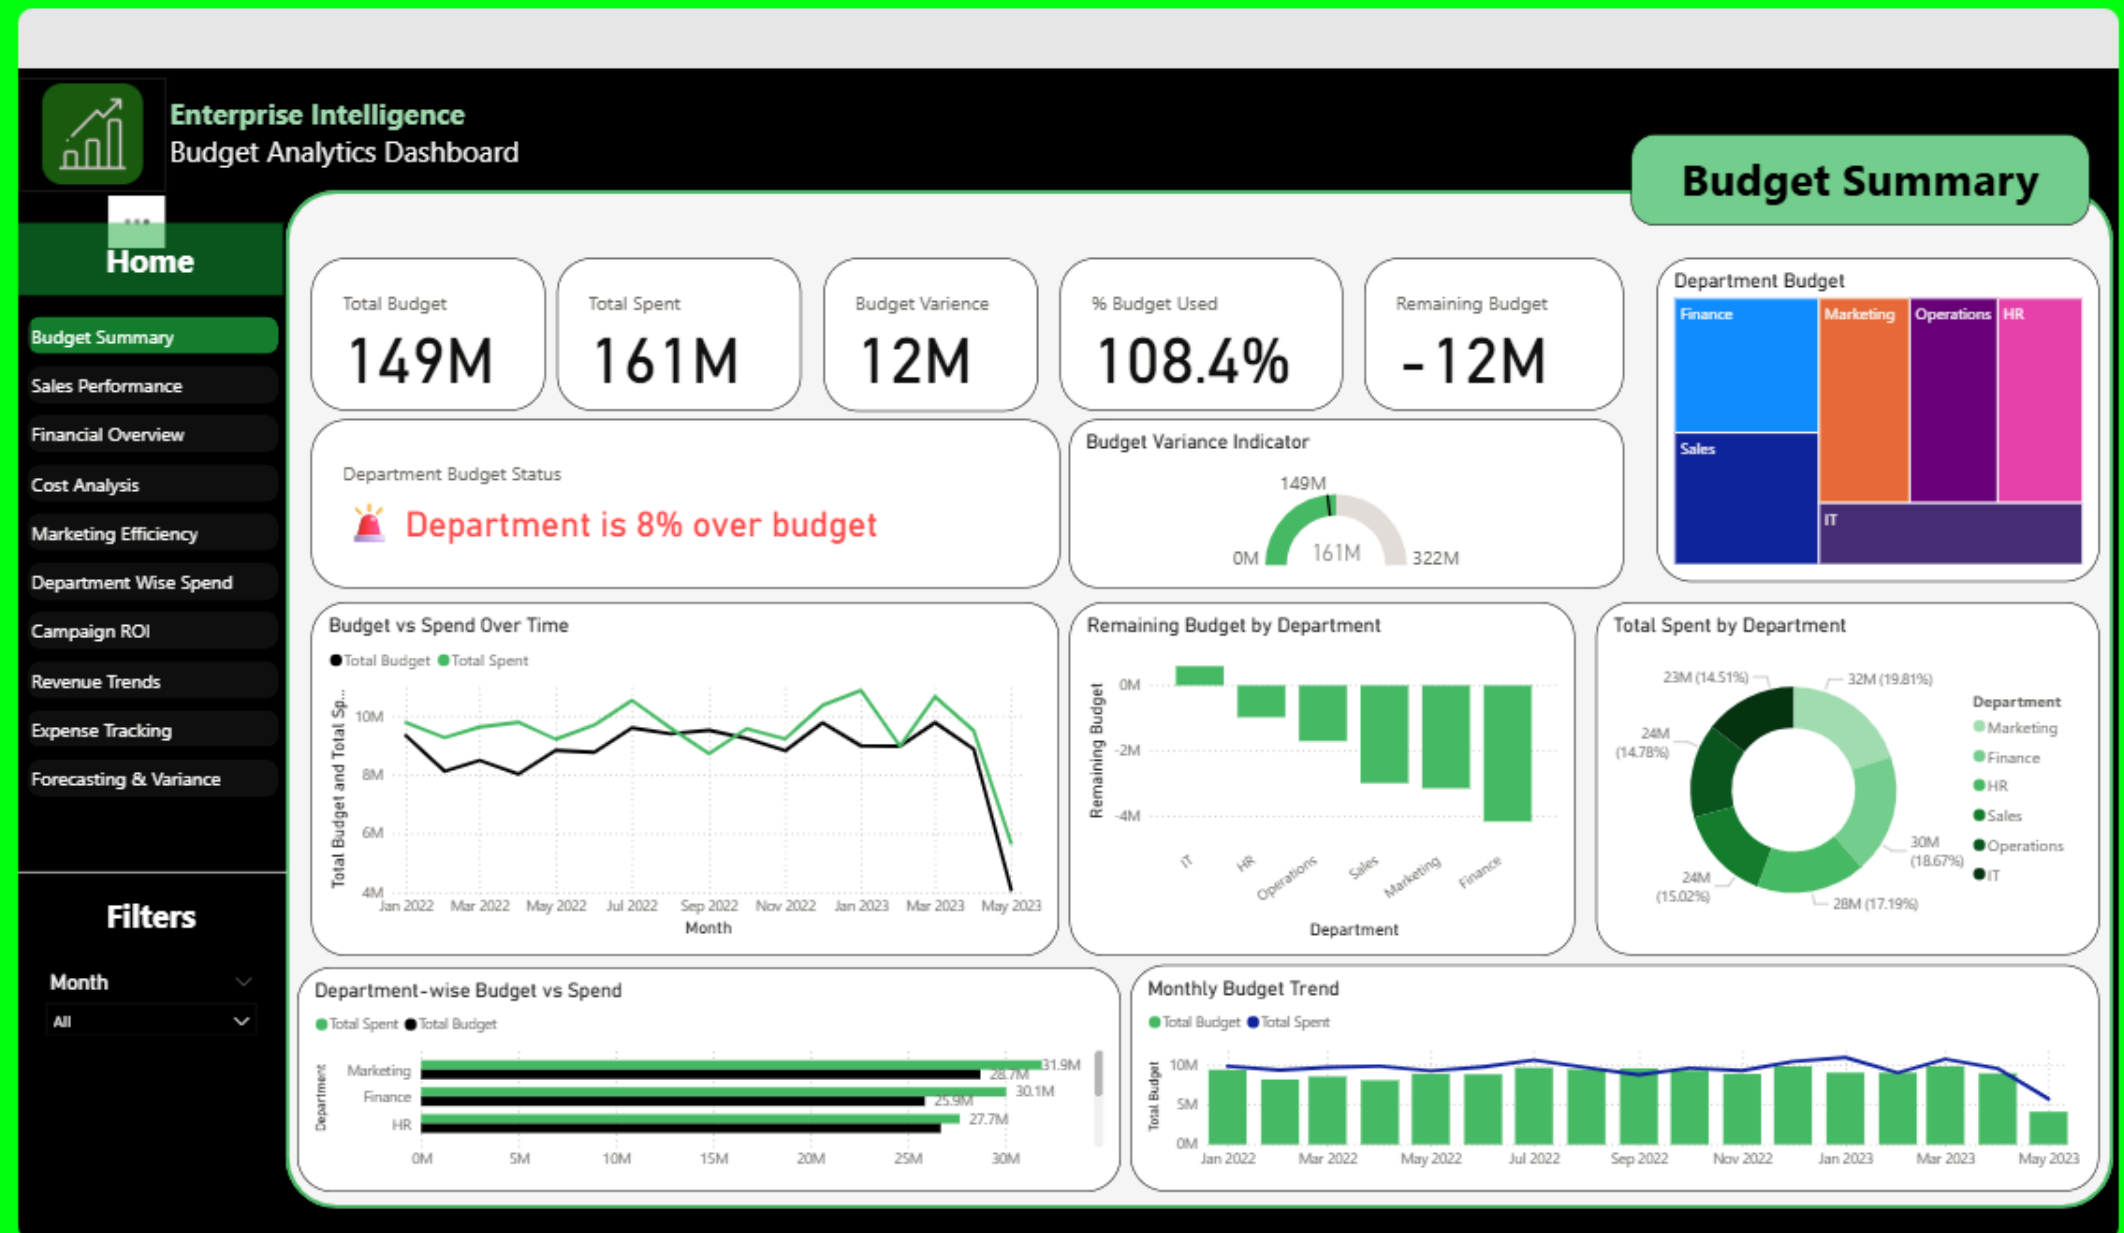 Enterprise Intelligence
Budget Analytics Dashboard
Budget Summary
Home
Budget Summary
Sales Performance
Financial Overview
Cost Analysis
Marketing Efficiency
Department Wise Spend
Campaign ROI
Revenue Trends
Expense Tracking
Forecasting & Variance
Filters
Month
All
Total Budget
149M
Total Spent
161M
Budget Varience
12M
% Budget Used
108.4%
Remaining Budget
-12M
Department Budget
Finance
Marketing
Operations
HR
Sales
IT
Department Budget Status
Department is 8% over budget
Budget Variance Indicator
149M
0M
161M
322M
Budget vs Spend Over Time
Total Budget
Total Spent
Total Budget and Total Sp...
10M
8M
6M
4M
Jan 2022 Mar 2022 May 2022 Jul 2022 Sep 2022 Nov 2022 Jan 2023 Mar 2023 May 2023
Month
Remaining Budget by Department
Remaining Budget
0M
-2M
-4M
IT HR Operations Sales Marketing Finance
Department
Total Spent by Department
23M (14.51%)
32M (19.81%)
24M
(14.78%)
30M
(18.67%)
24M
(15.02%)
28M (17.19%)
Department
Marketing
Finance
HR
Sales
Operations
IT
Department-wise Budget vs Spend
Total Spent
Total Budget
Department
Marketing
31.9M
28.7M
Finance
30.1M
25.9M
HR
27.7M
0M 5M 10M 15M 20M 25M 30M
Monthly Budget Trend
Total Budget
Total Spent
Total Budget
10M
5M
0M
Jan 2022 Mar 2022 May 2022 Jul 2022 Sep 2022 Nov 2022 Jan 2023 Mar 2023 May 2023